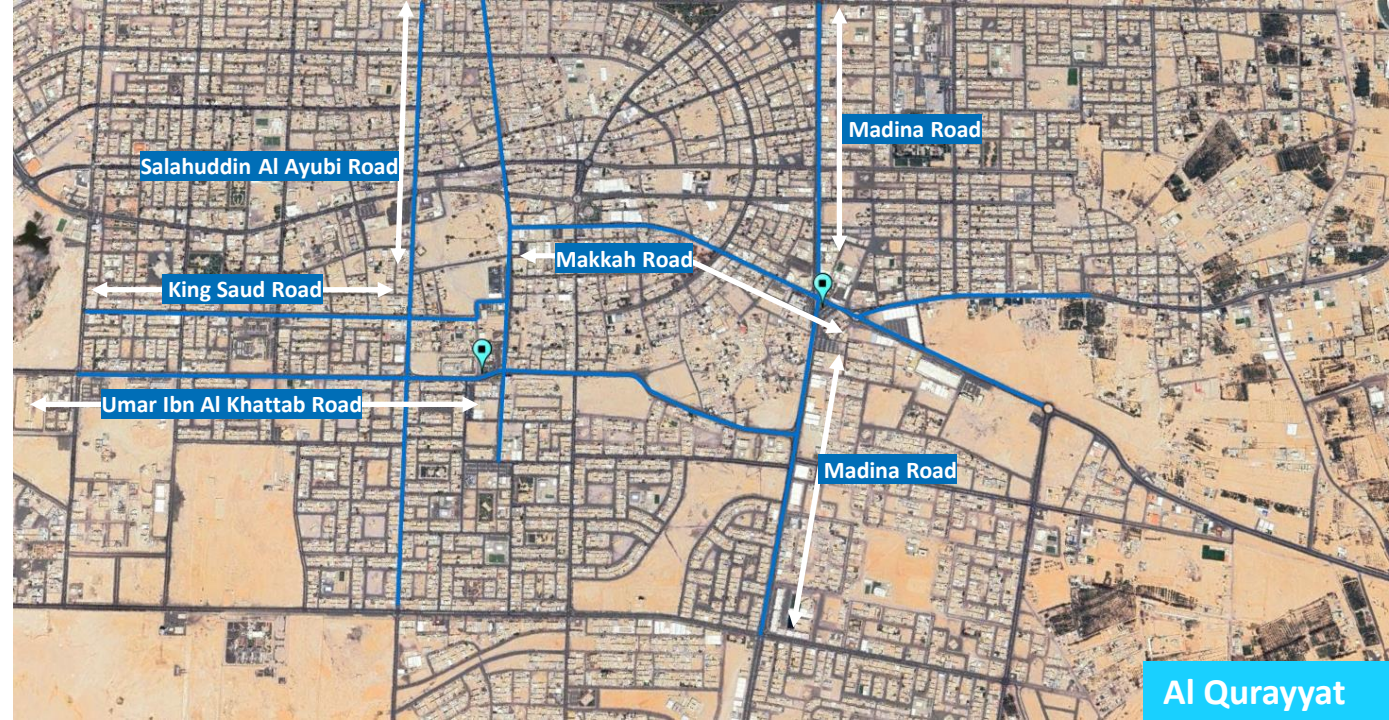 Madina Road
Salahuddin Al Ayubi Road
Makkah Road
King Saud Road
Umar Ibn Al Khattab Road
Madina Road
Al Qurayyat